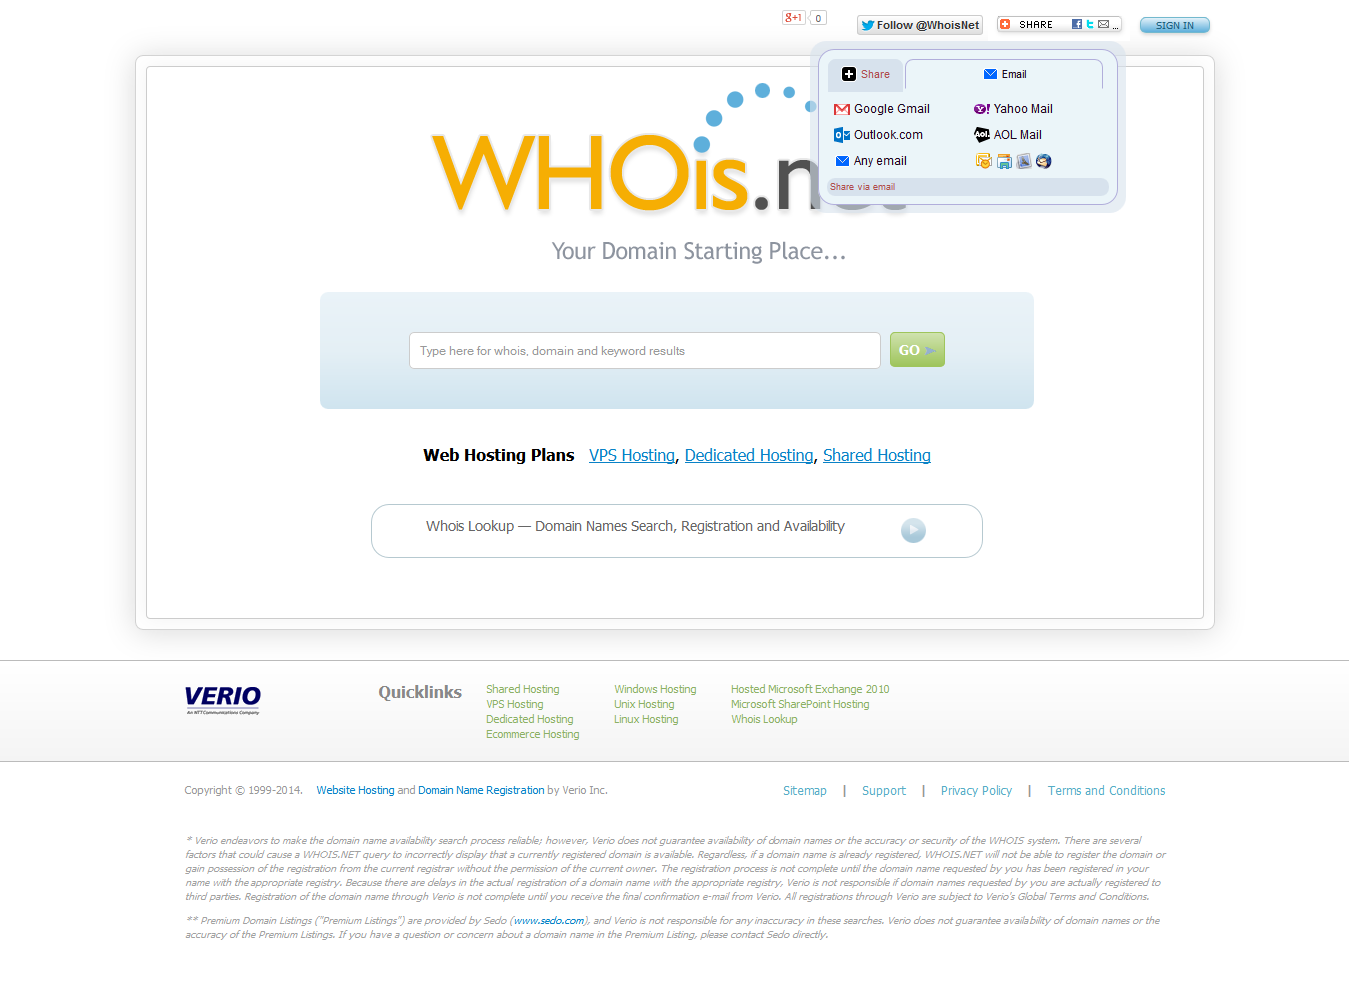 g+1 0
Follow @WhoisNet
SHARE ...
SIGN IN
Share
Email
Google Gmail
Yahoo Mail
Outlook.com
AOL Mail
Any email
Share via email
WHOis.net
Your Domain Starting Place...
Type here for whois, domain and keyword results
GO
Web Hosting Plans VPS Hosting, Dedicated Hosting, Shared Hosting
Whois Lookup — Domain Names Search, Registration and Availability
VERIO
An NTT Communications Company
Quicklinks
Shared Hosting
VPS Hosting
Dedicated Hosting
Ecommerce Hosting
Windows Hosting
Unix Hosting
Linux Hosting
Hosted Microsoft Exchange 2010
Microsoft SharePoint Hosting
Whois Lookup
Copyright © 1999-2014. Website Hosting and Domain Name Registration by Verio Inc.
Sitemap | Support | Privacy Policy | Terms and Conditions
* Verio endeavors to make the domain name availability search process reliable; however, Verio does not guarantee availability of domain names or the accuracy or security of the WHOIS system. There are several
factors that could cause a WHOIS.NET query to incorrectly display that a currently registered domain is available. Regardless, if a domain name is already registered, WHOIS.NET will not be able to register the domain or
gain possession of the registration from the current registrar without the permission of the current owner. The registration process is not complete until the domain name requested by you has been registered in your
name with the appropriate registry. Because there are delays in the actual registration of a domain name with the appropriate registry, Verio is not responsible if domain names requested by you are actually registered to
third parties. Registration of the domain name through Verio is not complete until you receive the final confirmation e-mail from Verio. All registrations through Verio are subject to Verio's Global Terms and Conditions.
** Premium Domain Listings ("Premium Listings") are provided by Sedo (www.sedo.com), and Verio is not responsible for any inaccuracy in these searches. Verio does not guarantee availability of domain names or the
accuracy of the Premium Listings. If you have a question or concern about a domain name in the Premium Listing, please contact Sedo directly.